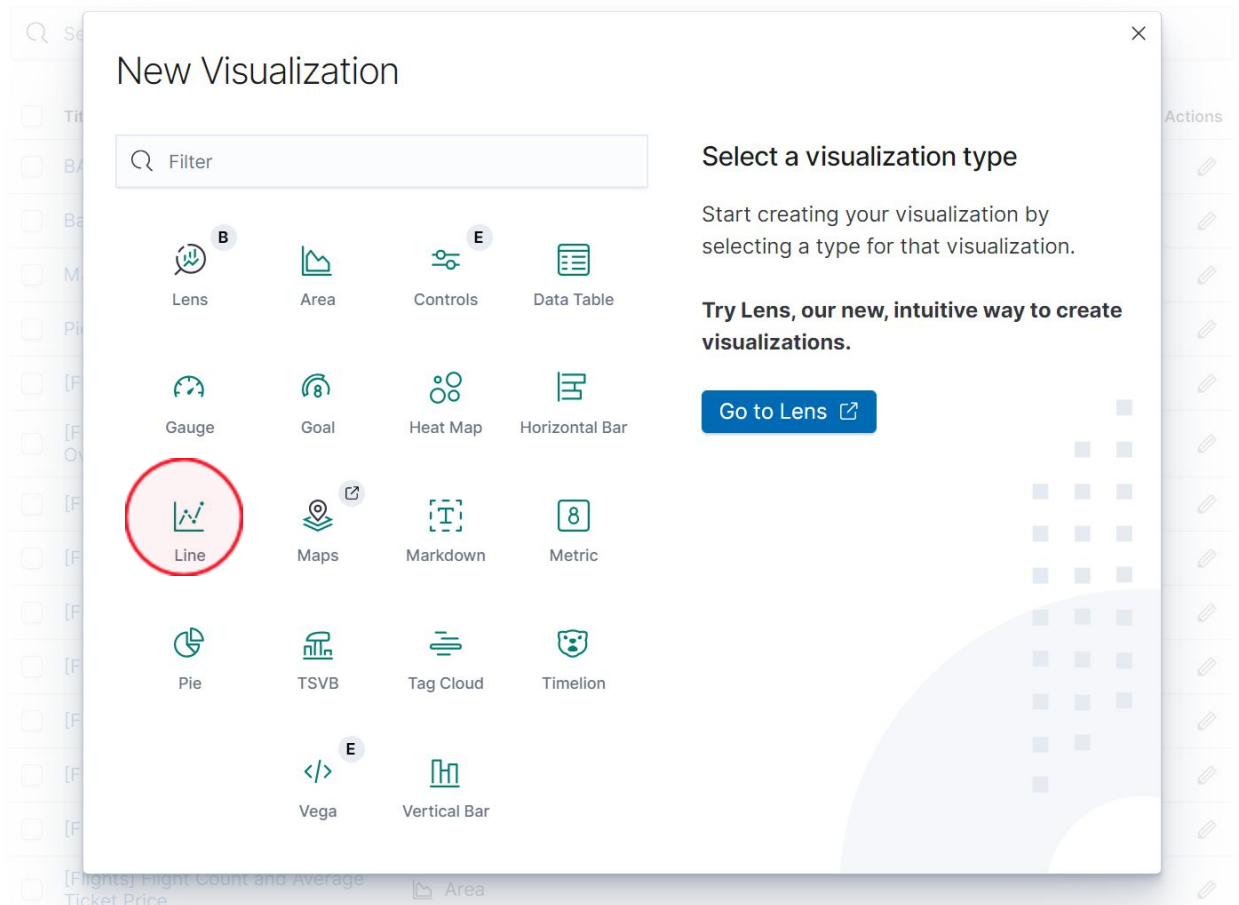 New Visualization
Filter
B
E
Lens
Area
Controls
Data Table
Gauge
Goal
8
Heat Map
Horizontal Bar
Line
Maps
T
Markdown
8
Metric
Pie
TSVB
Tag Cloud
Timelion
E
Vega
Vertical Bar
Select a visualization type
Start creating your visualization by
selecting a type for that visualization.
Try Lens, our new, intuitive way to create
visualizations.
Go to Lens
Actions
[Flights] Flight Count and Average
Ticket Price
Area